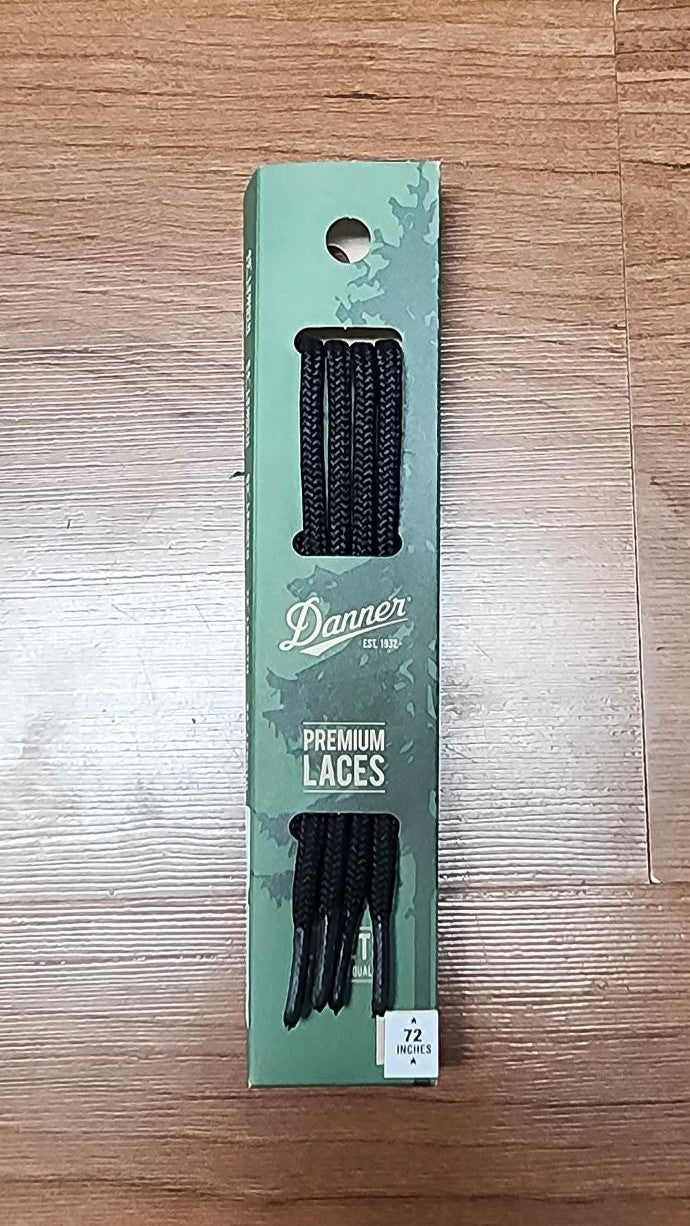 Danner
EST. 1932
PREMIUM
LACES
72
INCHES